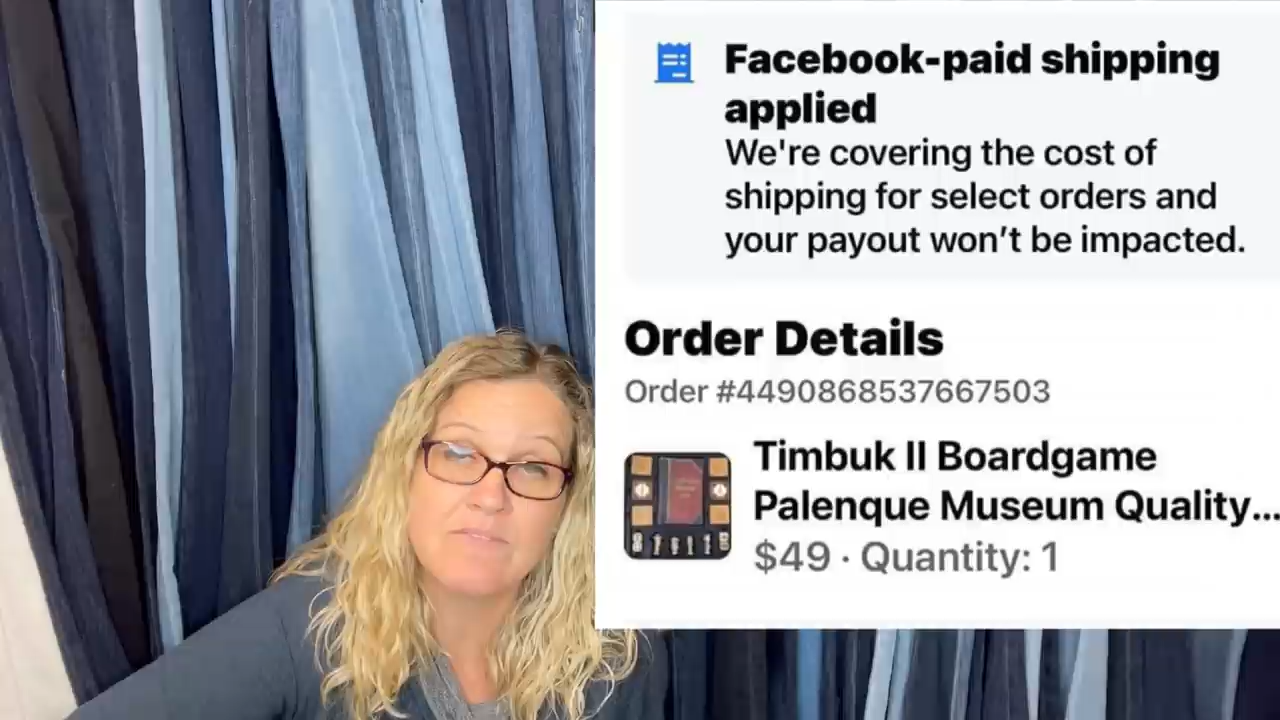 Facebook-paid shipping
applied
We're covering the cost of
shipping for select orders and
your payout won’t be impacted.
Order Details
Order #4490868537667503
Timbuk II Boardgame
Palenque Museum Quality...
$49 · Quantity: 1